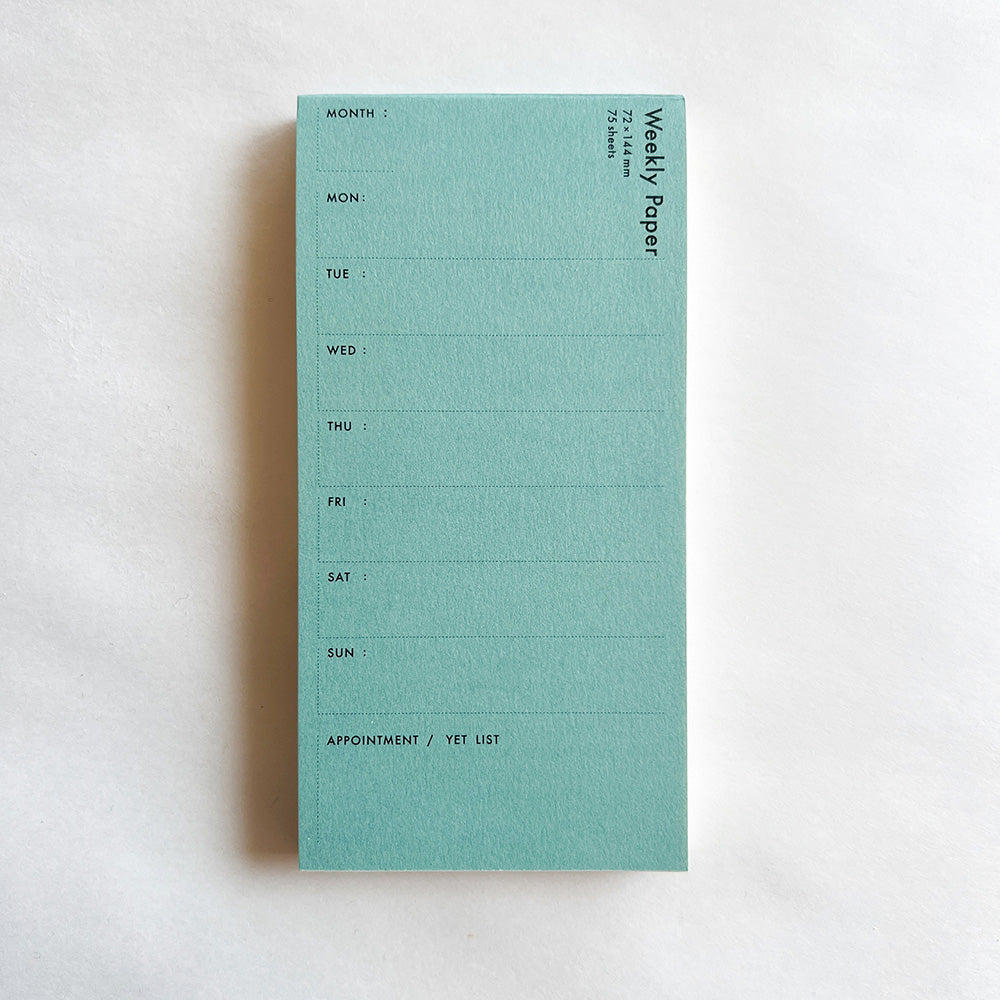 MONTH :
Weekly Paper
72 × 144 mm
75 sheets
MON :
TUE :
WED :
THU :
FRI :
SAT :
SUN :
APPOINTMENT / YET LIST